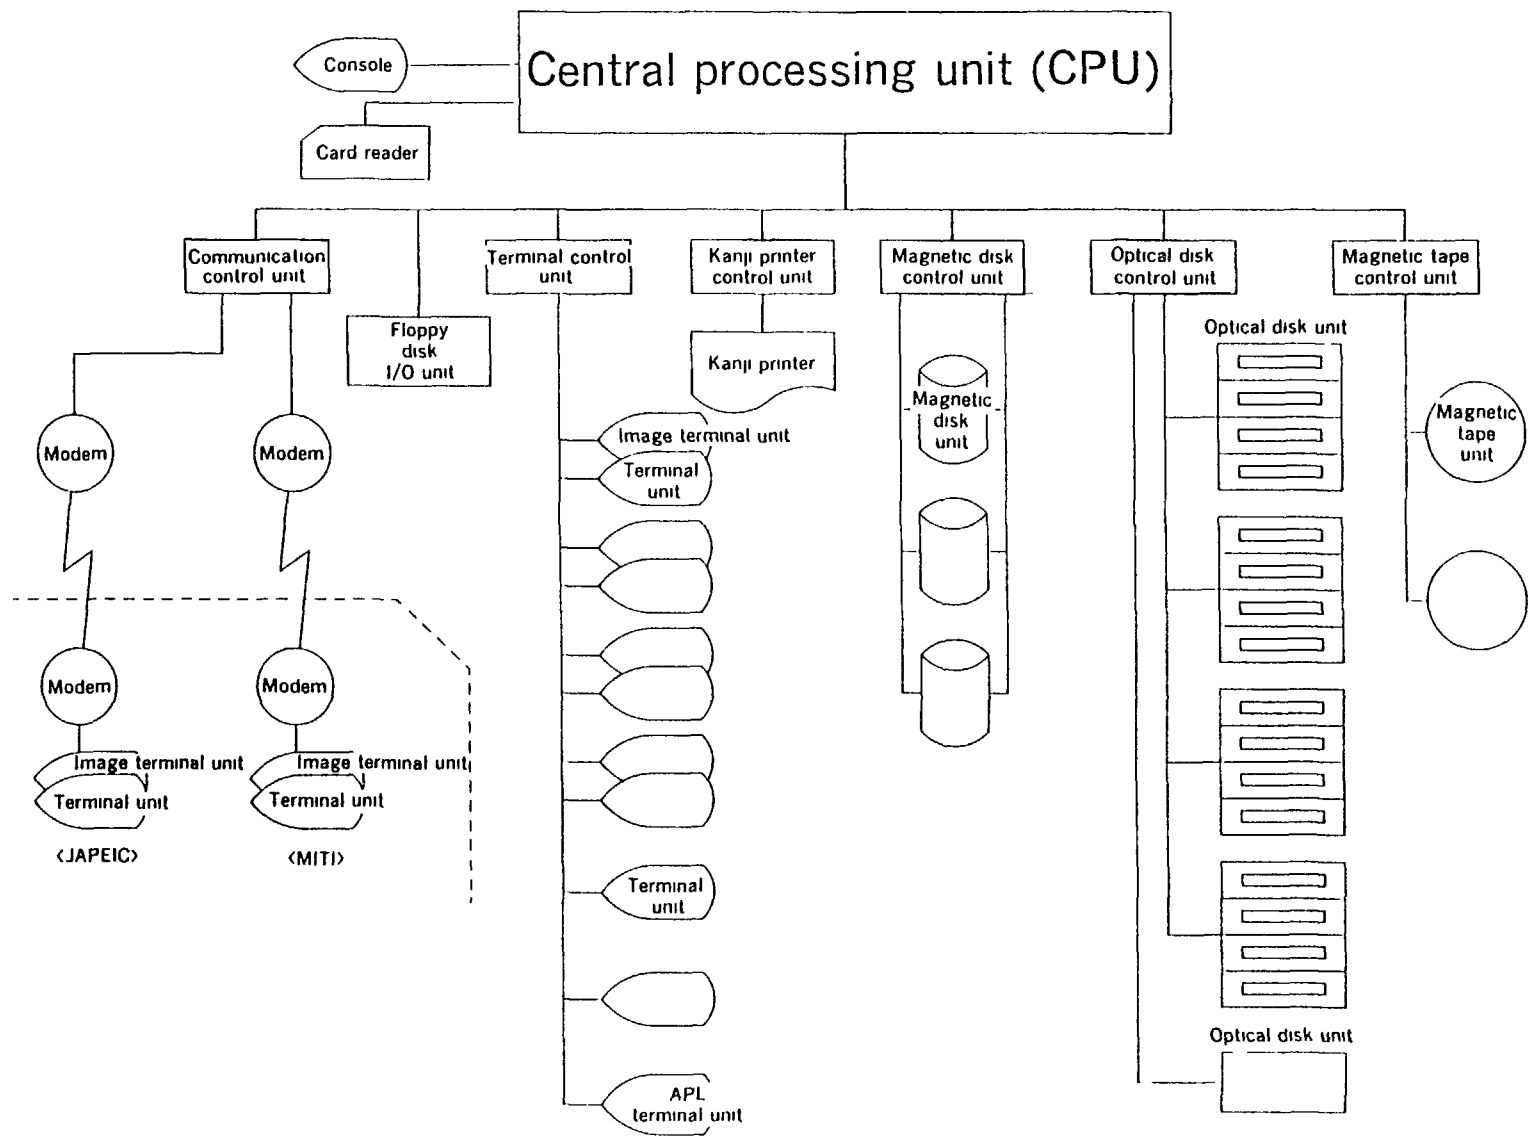 Console
Central processing unit (CPU)
Card reader
Communication
control unit
Terminal control
unit
Kanji printer
control unit
Magnetic disk
control unit
Optical disk
control unit
Magnetic tape
control unit
Floppy
disk
I/O unit
Kanji printer
Optical disk unit
Modem
Modem
Image terminal unit
Terminal
unit
Magnetic
disk
unit
Magnetic
tape
unit
Modem
Modem
Image terminal unit
Terminal unit
<JAPEIC>
Image terminal unit
Terminal unit
<MITI>
Terminal
unit
APL
terminal unit
Optical disk unit